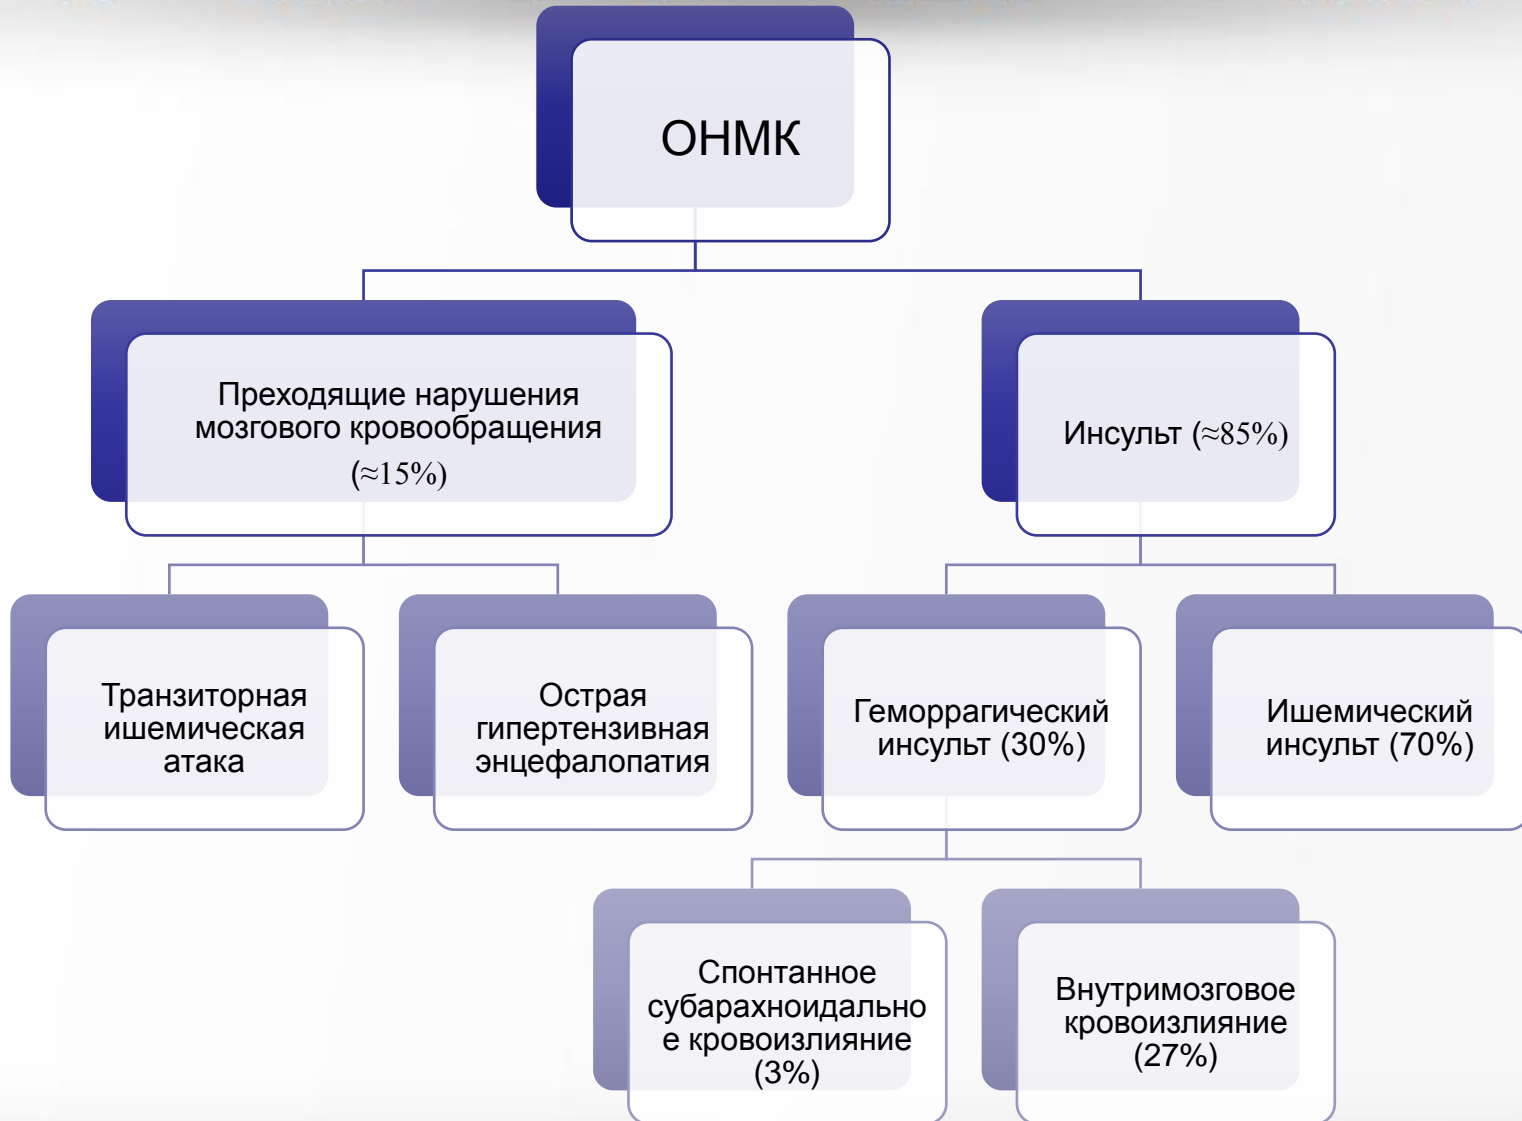 ОНМК
Преходящие нарушения
мозгового кровообращения
(≈15%)
Инсульт (≈85%)
Транзиторная
ишемическая
атака
Острая
гипертензивная
энцефалопатия
Геморрагический
инсульт (30%)
Ишемический
инсульт (70%)
Спонтанное
субарахноидально
е кровоизлияние
(3%)
Внутримозговое
кровоизлияние
(27%)